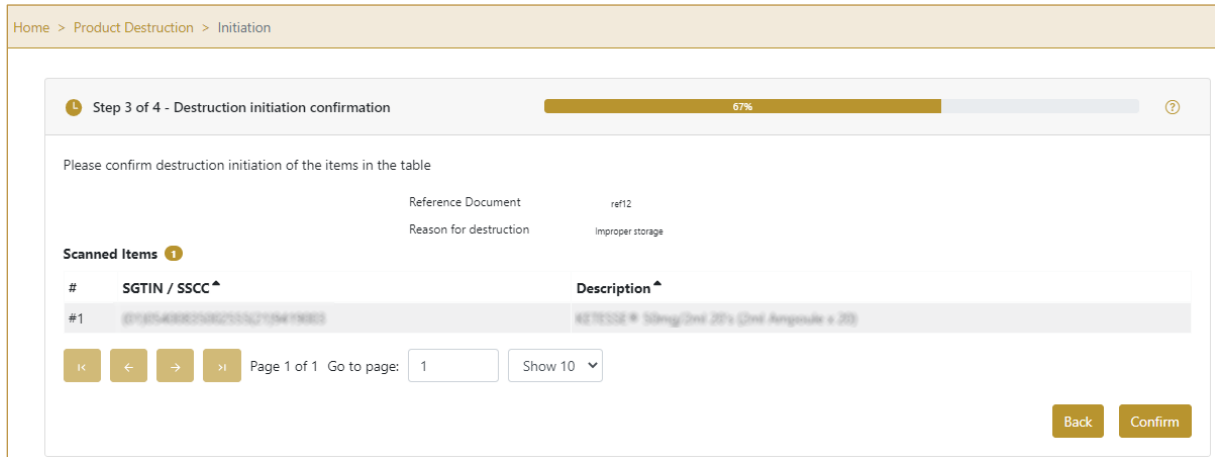 Home > Product Destruction > Initiation
Step 3 of 4 - Destruction initiation confirmation 67%
Please confirm destruction initiation of the items in the table
Reference Document ref12
Reason for destruction Improper storage
Scanned Items 1
# SGTIN / SSCC Description
#1
Page 1 of 1 Go to page: 1 Show 10
Back Confirm